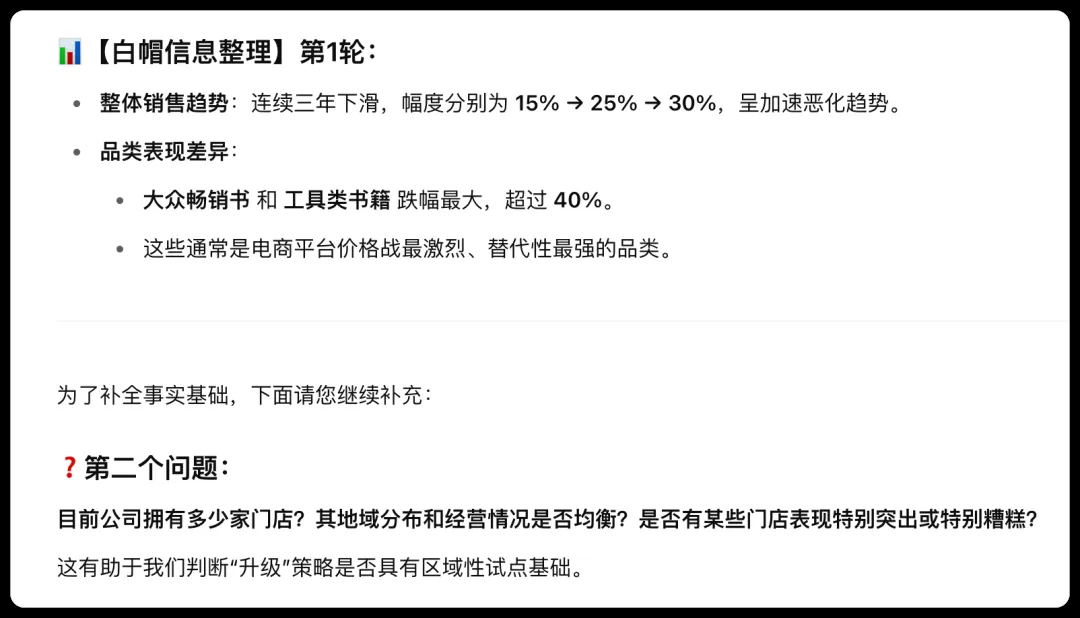 📊【白帽信息整理】第1轮：
• 整体销售趋势：连续三年下滑，幅度分别为 15% → 25% → 30%，呈加速恶化趋势。
• 品类表现差异：
• 大众畅销书 和 工具类书籍 跌幅最大，超过 40%。
• 这些通常是电商平台价格战最激烈、替代性最强的品类。
为了补全事实基础，下面请您继续补充：
❓第二个问题：
目前公司拥有多少家门店？其地域分布和经营情况是否均衡？是否有某些门店表现特别突出或特别糟糕？
这有助于我们判断“升级”策略是否具有区域性试点基础。